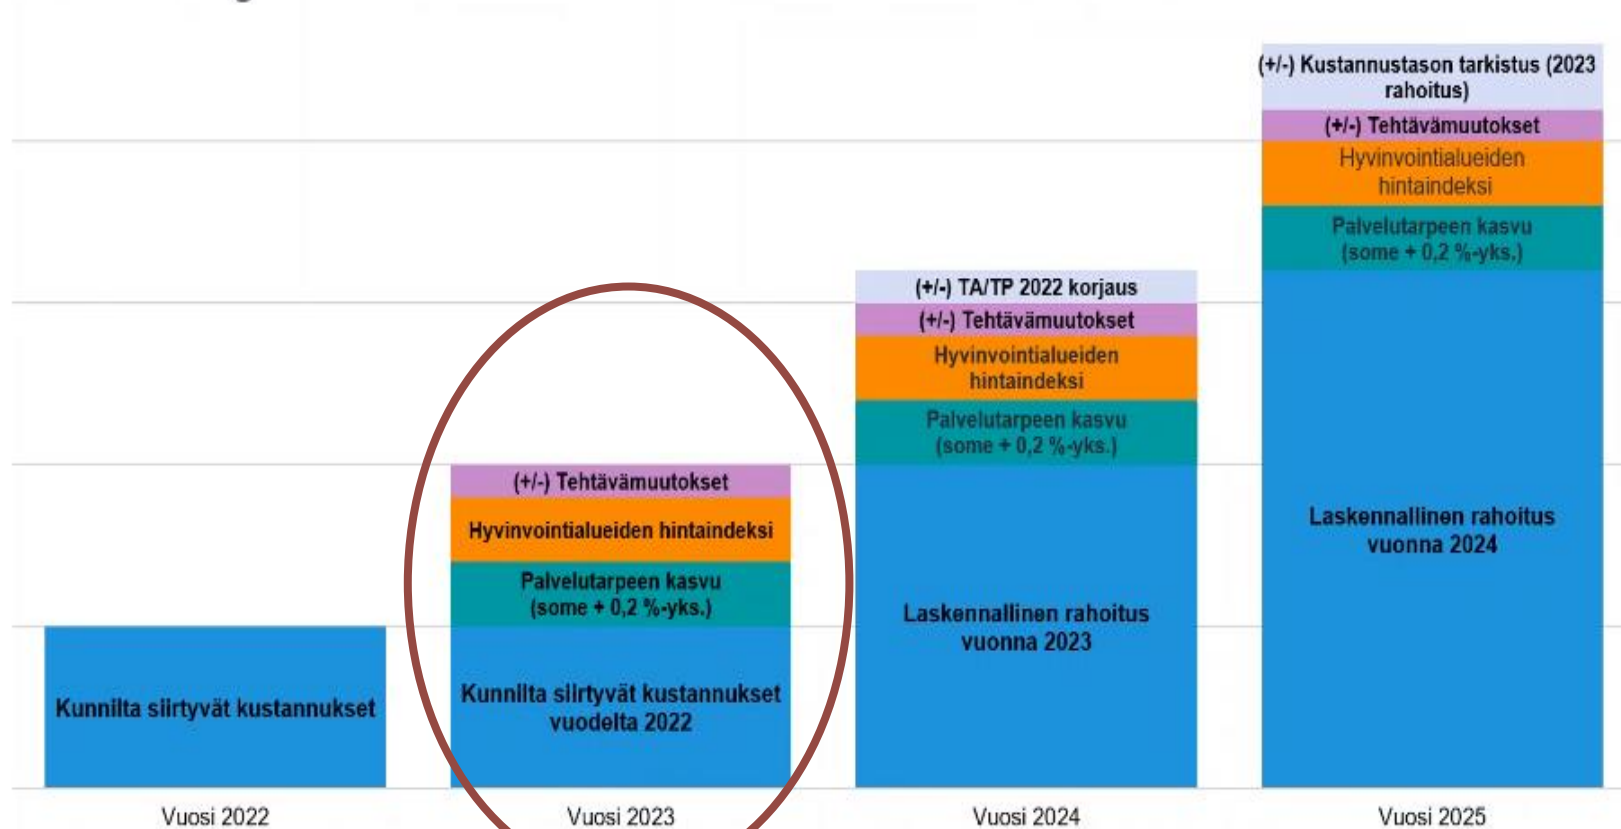 Kunnilta siirtyvät kustannukset
Vuosi 2022
(+/-) Tehtävämuutokset
Hyvinvointialueiden hintaindeksi
Palvelutarpeen kasvu
(some + 0,2 %-yks.)
Kunnilta siirtyvät kustannukset
vuodelta 2022
Vuosi 2023
(+/-) TA/TP 2022 korjaus
(+/-) Tehtävämuutokset
Hyvinvointialueiden
hintaindeksi
Palvelutarpeen kasvu
(some + 0,2 %-yks.)
Laskennallinen rahoitus
vuonna 2023
Vuosi 2024
(+/-) Kustannustason tarkistus (2023
rahoitus)
(+/-) Tehtävämuutokset
Hyvinvointialueiden
hintaindeksi
Palvelutarpeen kasvu
(some + 0,2 %-yks.)
Laskennallinen rahoitus
vuonna 2024
Vuosi 2025